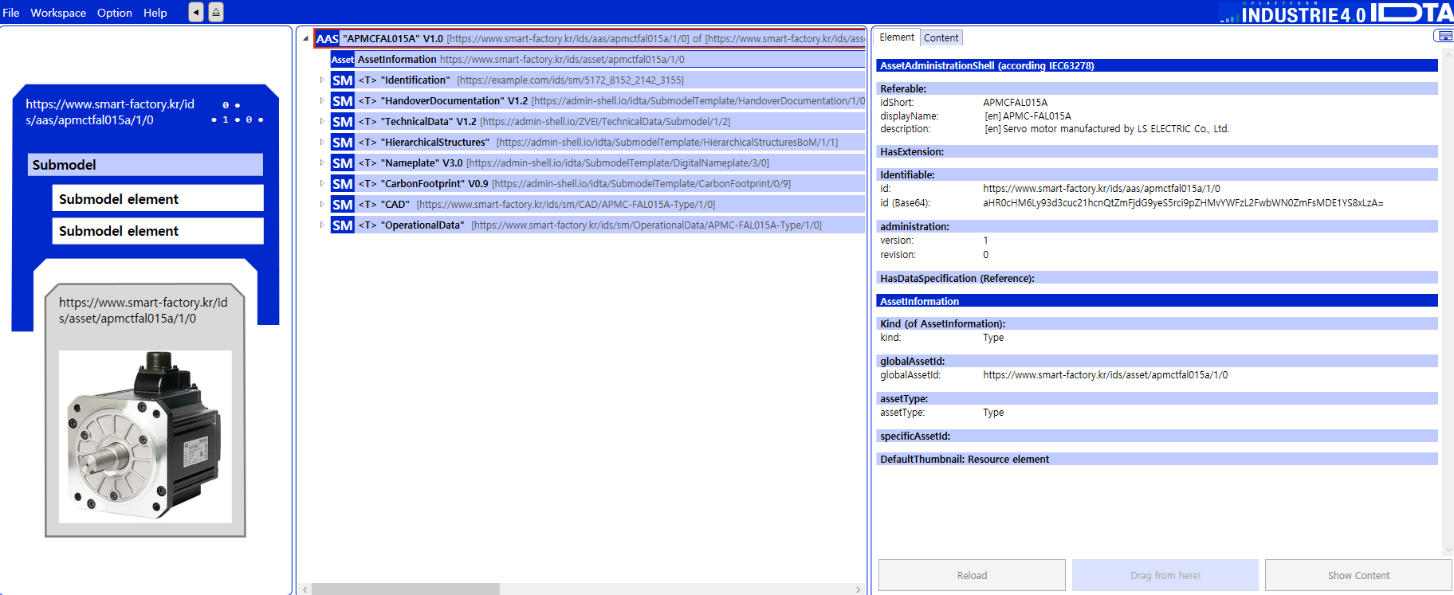 File Workspace Option Help
PLATTFORM
INDUSTRIE4.0 IDTA
https://www.smart-factory.kr/id
s/aas/apmctfal015a/1/0
0
1 0
Submodel
Submodel element
Submodel element
https://www.smart-factory.kr/id
s/asset/apmctfal015a/1/0
AAS "APMCFAL015A" V1.0 [https://www.smart-factory.kr/ids/aas/apmcfal015a/1/0] of [https://www.smart-factory.kr/ids/ass
Asset AssetInformation https://www.smart-factory.kr/ids/asset/apmcfal015a/1/0
SM <T> "Identification" [https://example.com/ids/sm/5172_8152_2142_3155]
SM <T> "HandoverDocumentation" V1.2 [https://admin-shell.io/idta/SubmodelTemplate/HandoverDocumentation/1/0
SM <T> "TechnicalData" V1.2 [https://admin-shell.io/ZVEI/TechnicalData/Submodel/1/2]
SM <T> "HierarchicalStructures" [https://admin-shell.io/idta/SubmodelTemplate/HierarchicalStructuresBoM/1/1]
SM <T> "Nameplate" V3.0 [https://admin-shell.io/idta/SubmodelTemplate/DigitalNameplate/3/0]
SM <T> "CarbonFootprint" V0.9 [https://admin-shell.io/idta/SubmodelTemplate/CarbonFootprint/0/9]
SM <T> "CAD" [https://www.smart-factory.kr/ids/sm/CAD/APMC-FAL015A-Type/1/0]
SM <T> "OperationalData" [https://www.smart-factory.kr/ids/sm/OperationalData/APMC-FAL015A-Type/1/0]
Element Content
AssetAdministrationShell (according IEC63278)
Referable:
idShort: APMCFAL015A
displayName: [en] APMC-FAL015A
description: [en] Servo motor manufactured by LS ELECTRIC Co., Ltd.
HasExtension:
Identifiable:
id: https://www.smart-factory.kr/ids/aas/apmctfal015a/1/0
id (Base64): aHR0cHM6Ly93d3cuc21hcnQtZmFjdG9yeS5rci9pZHMvYWFzL2FwbWN0ZmFsMDE1YS8xLzA=
administration:
version: 1
revision: 0
HasDataSpecification (Reference):
AssetInformation
Kind (of AssetInformation):
kind: Type
globalAssetId:
globalAssetId: https://www.smart-factory.kr/ids/asset/apmctfal015a/1/0
assetType:
assetType: Type
specificAssetId:
DefaultThumbnail: Resource element
Reload Drag from here! Show Content